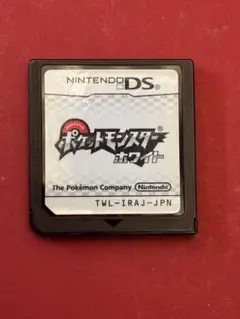 NINTENDO DS
ポケットモンスター
ホワイト
The Pokémon Company Nintendo
TWL-IRAJ-JPN